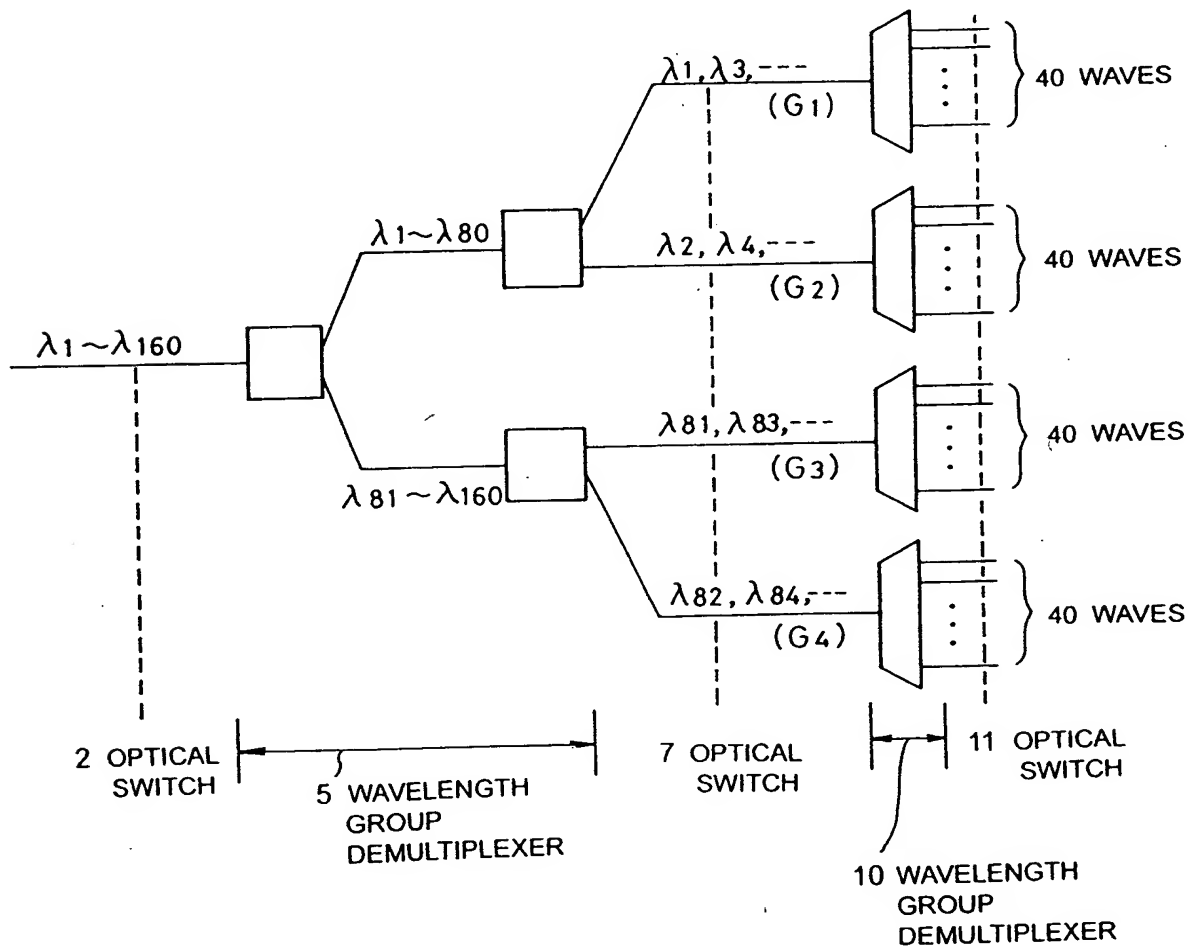 λ1, λ3, ---
(G1)
40 WAVES
λ1~λ80
λ2, λ4, ---
(G2)
40 WAVES
λ1~λ160
λ81, λ83, ---
(G3)
40 WAVES
λ81~λ160
λ82, λ84, ---
(G4)
40 WAVES
2 OPTICAL
SWITCH
5 WAVELENGTH
GROUP
DEMULTIPLEXER
7 OPTICAL
SWITCH
11 OPTICAL
SWITCH
10 WAVELENGTH
GROUP
DEMULTIPLEXER